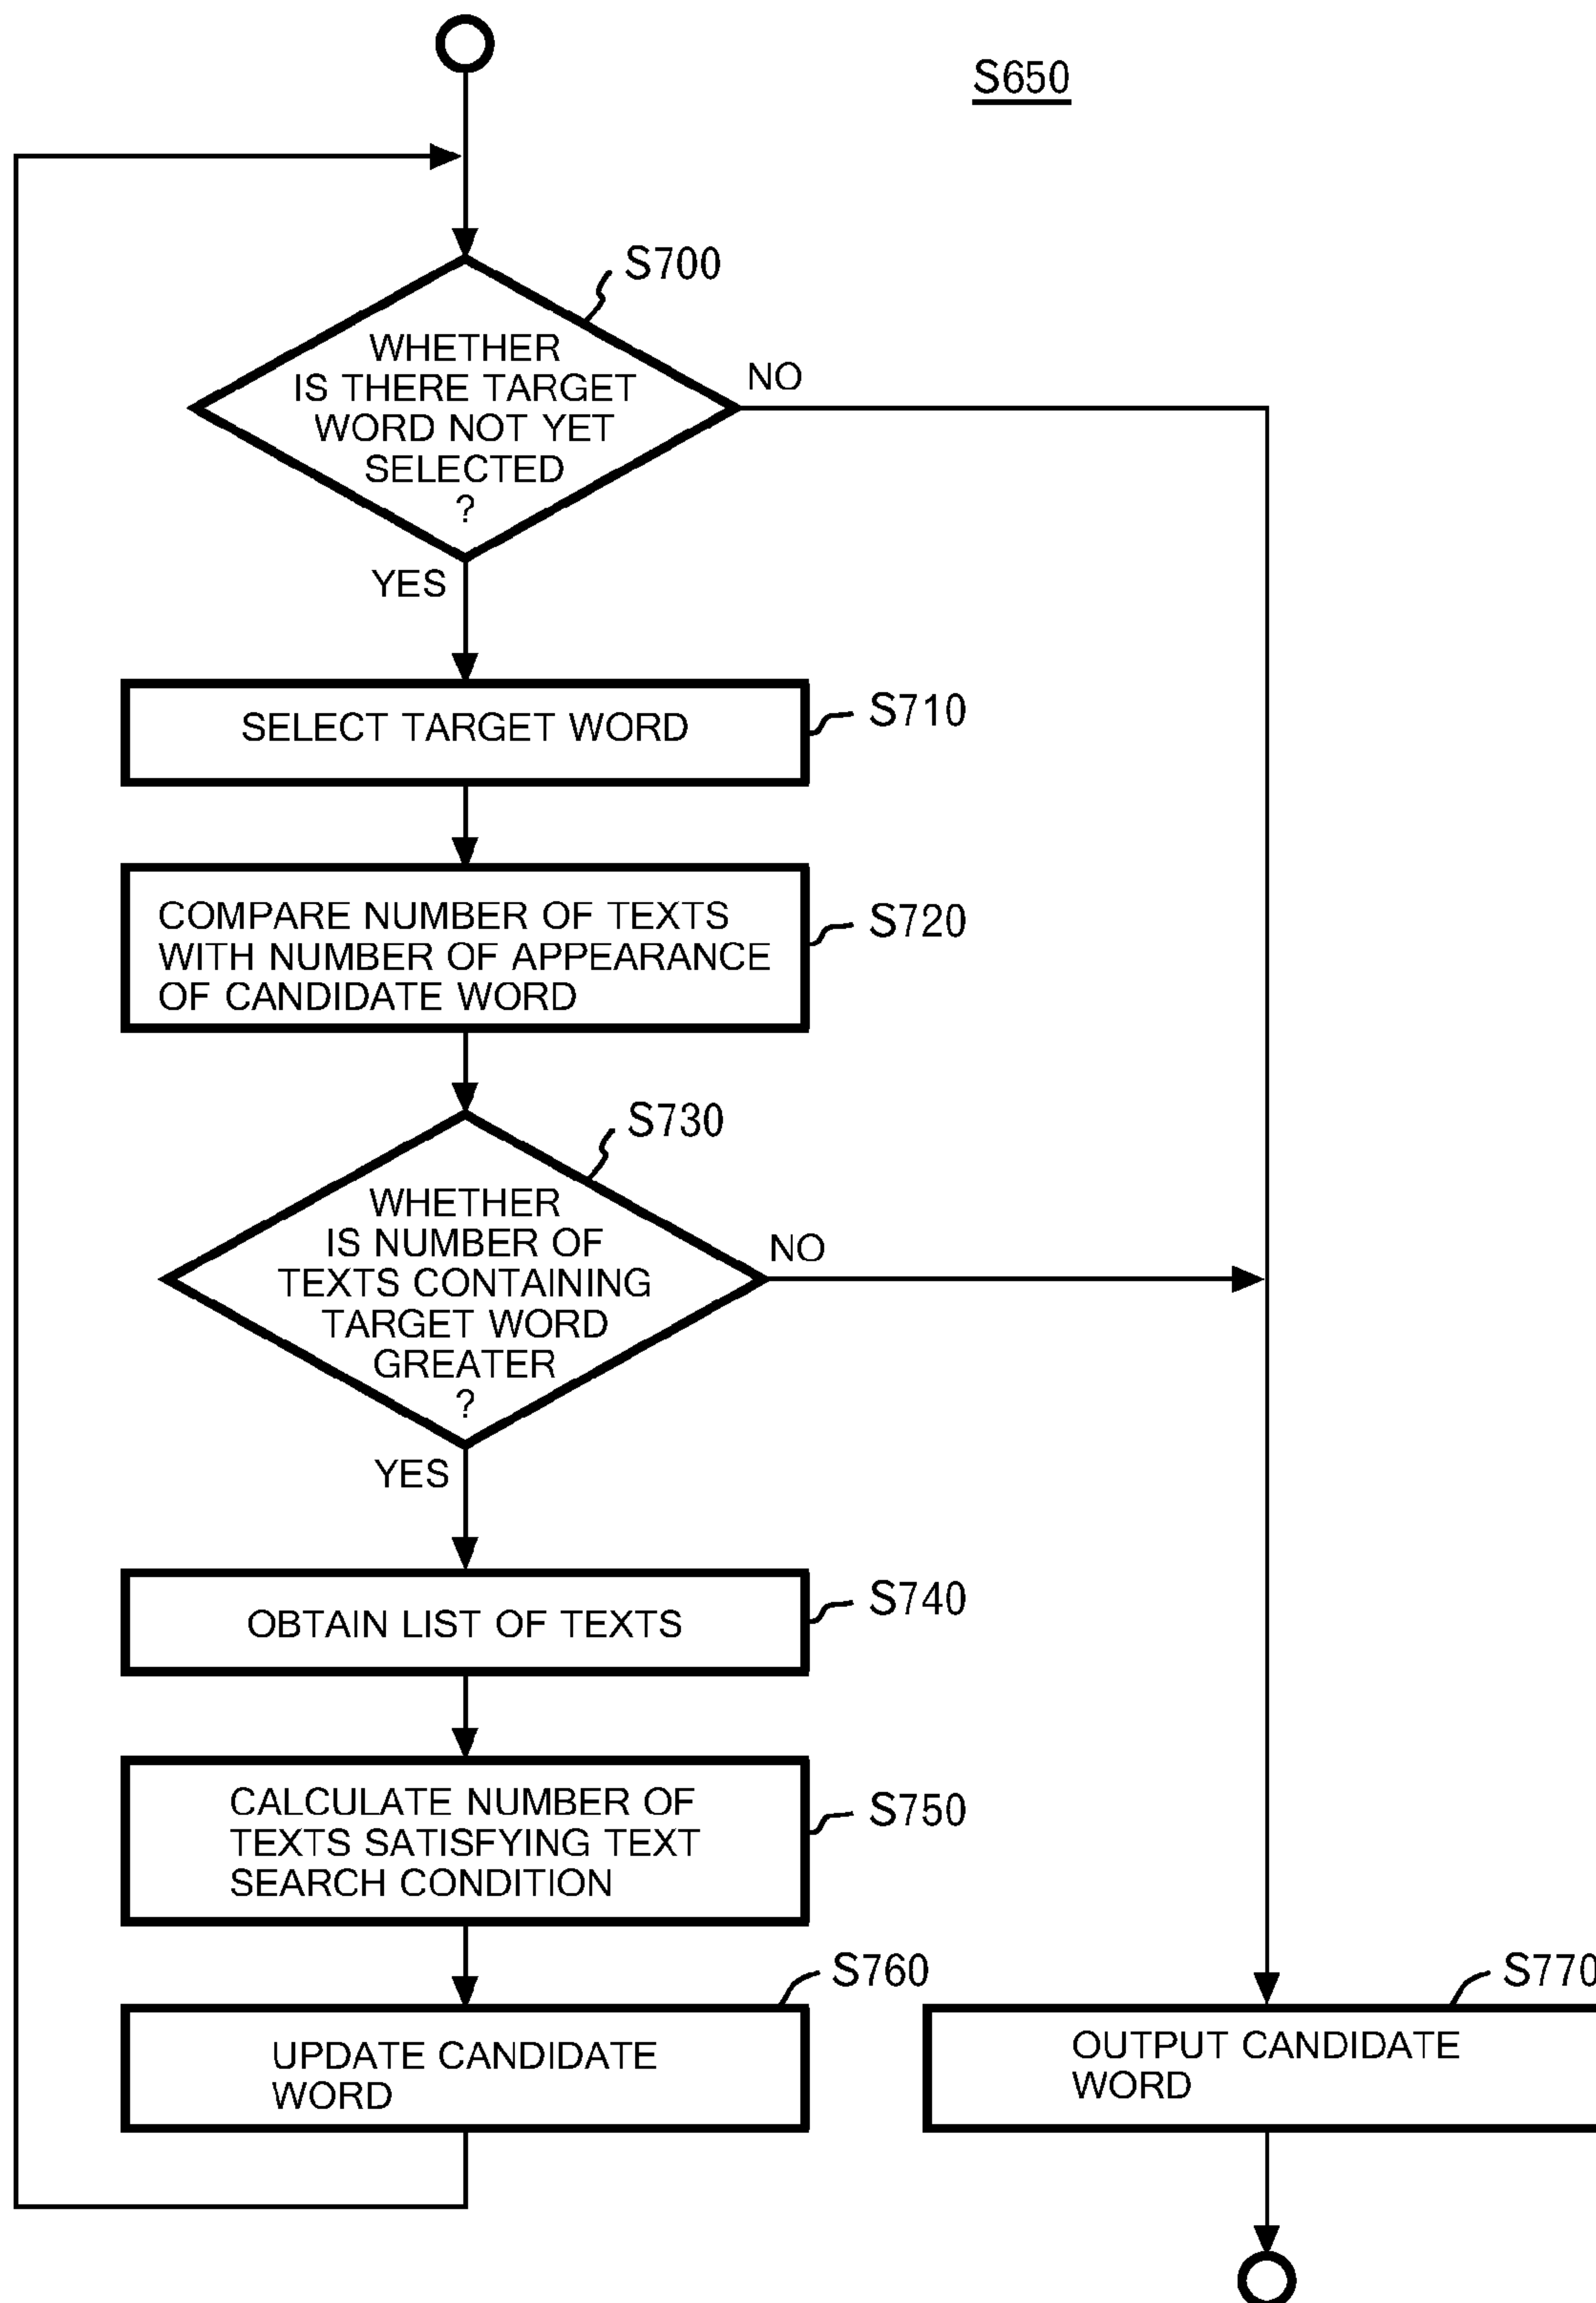 S650
S700
WHETHER
IS THERE TARGET
WORD NOT YET
SELECTED
?
NO
YES
SELECT TARGET WORD
S710
COMPARE NUMBER OF TEXTS
WITH NUMBER OF APPEARANCE
OF CANDIDATE WORD
S720
S730
WHETHER
IS NUMBER OF
TEXTS CONTAINING
TARGET WORD
GREATER
?
NO
YES
OBTAIN LIST OF TEXTS
S740
CALCULATE NUMBER OF
TEXTS SATISFYING TEXT
SEARCH CONDITION
S750
S760
UPDATE CANDIDATE
WORD
S770
OUTPUT CANDIDATE
WORD